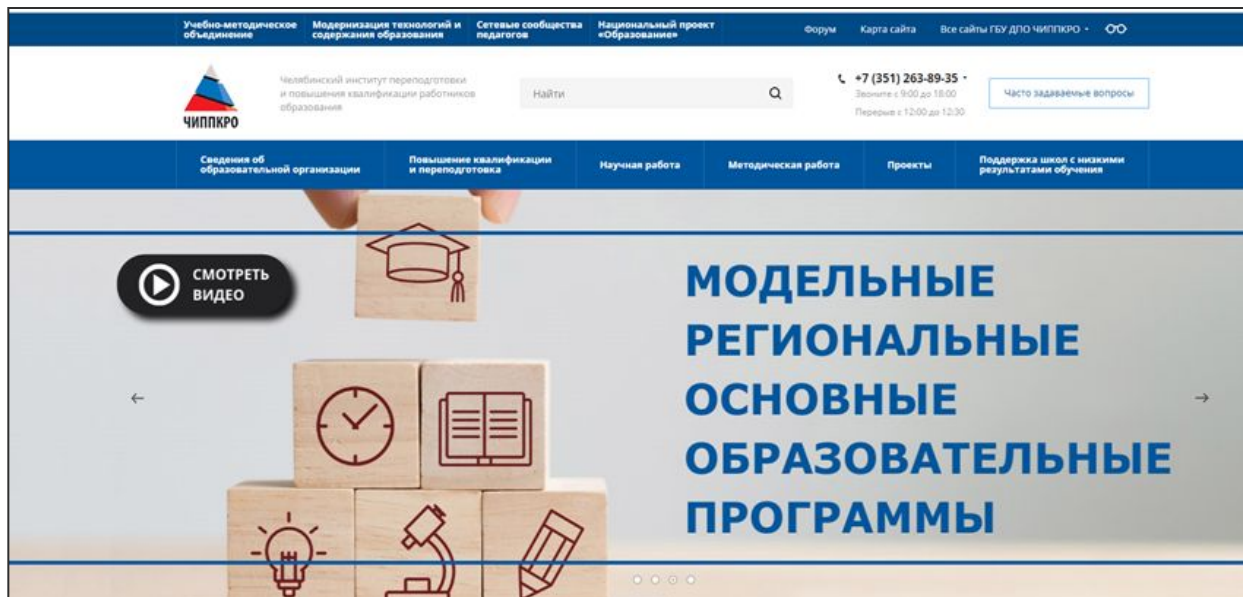 Учебно-методическое объединение
Модернизация технологий и содержания образования
Сетевые сообщества педагогов
Национальный проект «Образование»
Форум
Карта сайта
Все сайты ГБУ ДПО ЧИППКРО
ЧИППКРО
Челябинский институт переподготовки
и повышения квалификации работников
образования
Найти
+7 (351) 263-89-35
Звоните с 9:00 до 18:00
Перерыв с 12:00 до 12:30
Часто задаваемые вопросы
Сведения об
образовательной организации
Повышение квалификации
и переподготовка
Научная работа
Методическая работа
Проекты
Поддержка школ с низкими
результатами обучения
СМОТРЕТЬ
ВИДЕО
МОДЕЛЬНЫЕ
РЕГИОНАЛЬНЫЕ
ОСНОВНЫЕ
ОБРАЗОВАТЕЛЬНЫЕ
ПРОГРАММЫ